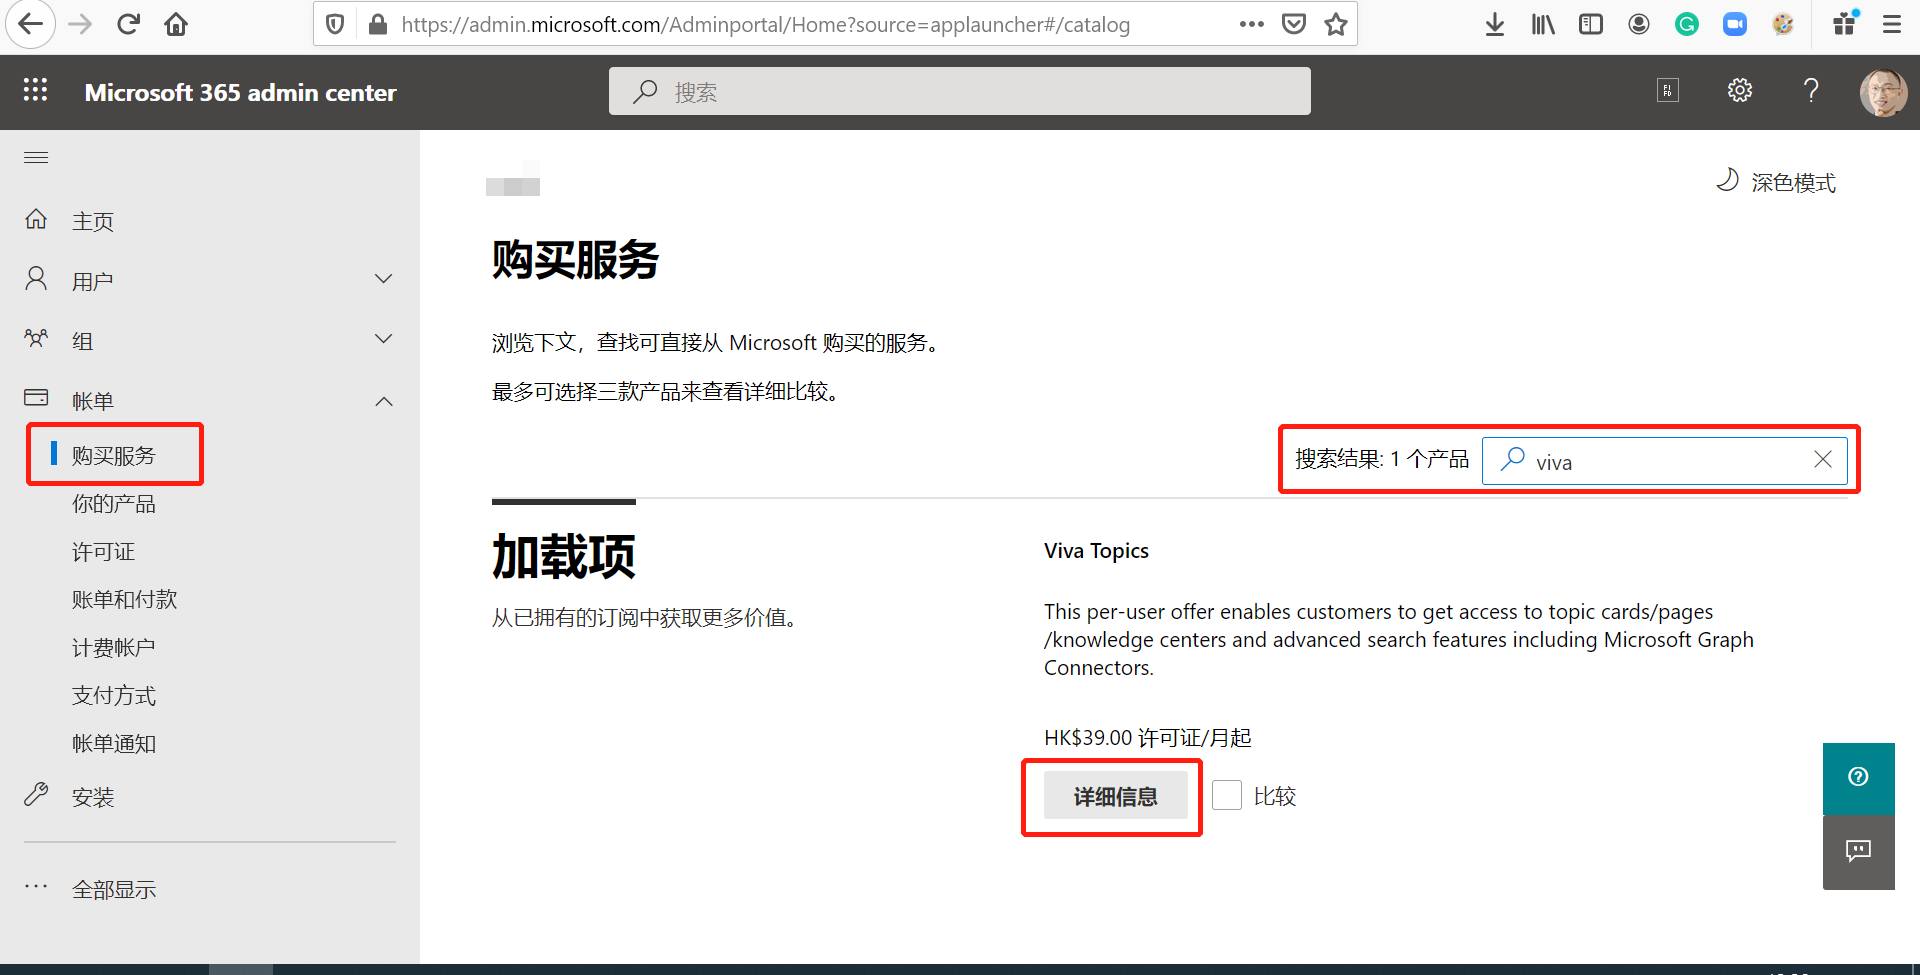 https://admin.microsoft.com/Adminportal/Home?source=applauncher#/catalog
Microsoft 365 admin center
搜索
主页
用户
组
帐单
购买服务
你的产品
许可证
账单和付款
计费帐户
支付方式
帐单通知
安装
全部显示
深色模式
购买服务
浏览下文，查找可直接从 Microsoft 购买的服务。
最多可选择三款产品来查看详细比较。
搜索结果: 1 个产品
viva
加载项
从已拥有的订阅中获取更多价值。
Viva Topics
This per-user offer enables customers to get access to topic cards/pages
/knowledge centers and advanced search features including Microsoft Graph
Connectors.
HK$39.00 许可证/月起
详细信息
比较